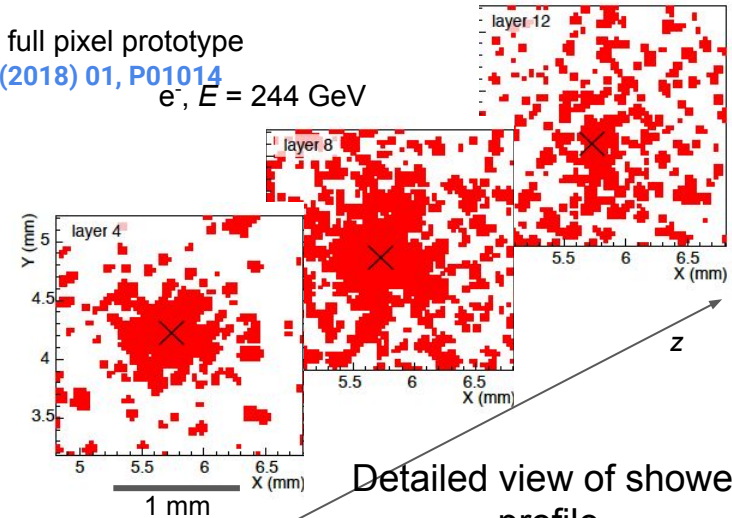 full pixel prototype
(2018) 01, P01014
e-, E = 244 GeV
layer 12
5.5 6 6.5
X (mm)
layer 8
5.5 6 6.5
X (mm)
layer 4
Y (mm)
5
4.5
4
3.5
5 5.5 6 6.5
X (mm)
1 mm
z
Detailed view of showe
profile